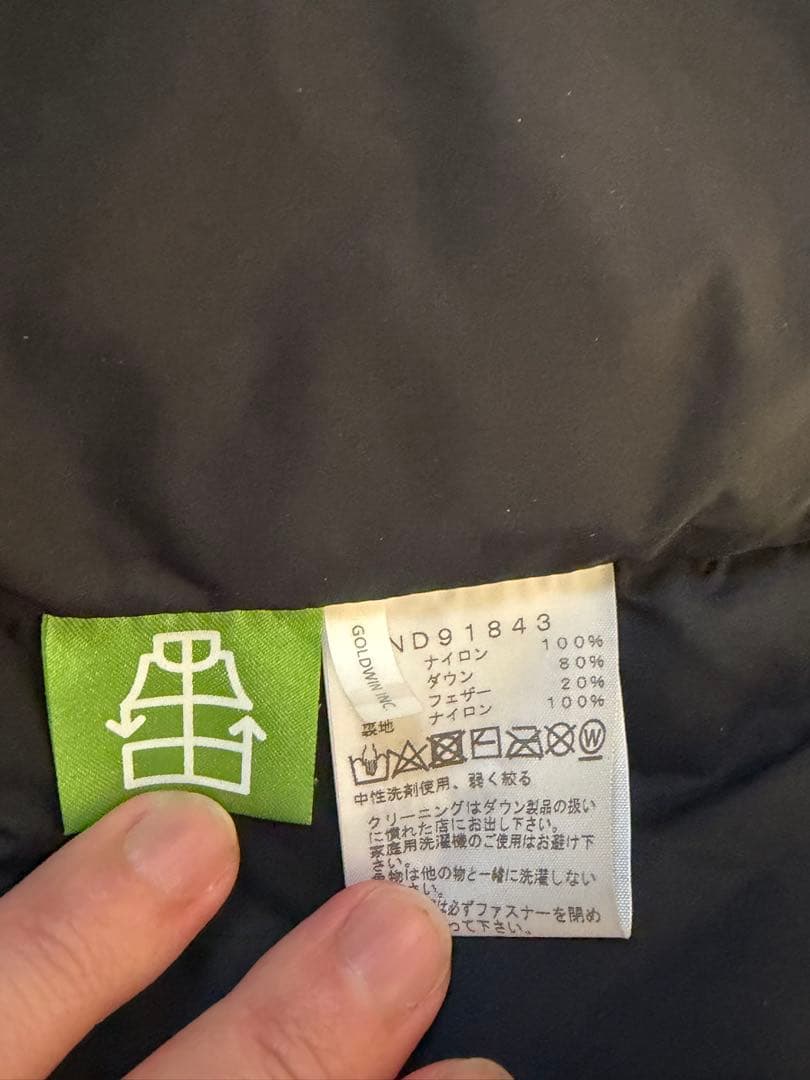 GOLDWIN INC
ND91843
ナイロン 100%
ダウン 80%
フェザー 20%
裏地 ナイロン 100%
W
中性洗剤使用、弱く絞る
クリーニングはダウン製品の扱い
に慣れた店にお出し下さい。
家庭用洗濯機のご使用はお避け下
さい。
物は他の物と一緒に洗濯しない
さい。
は必ずファスナーを閉め
って下さい。